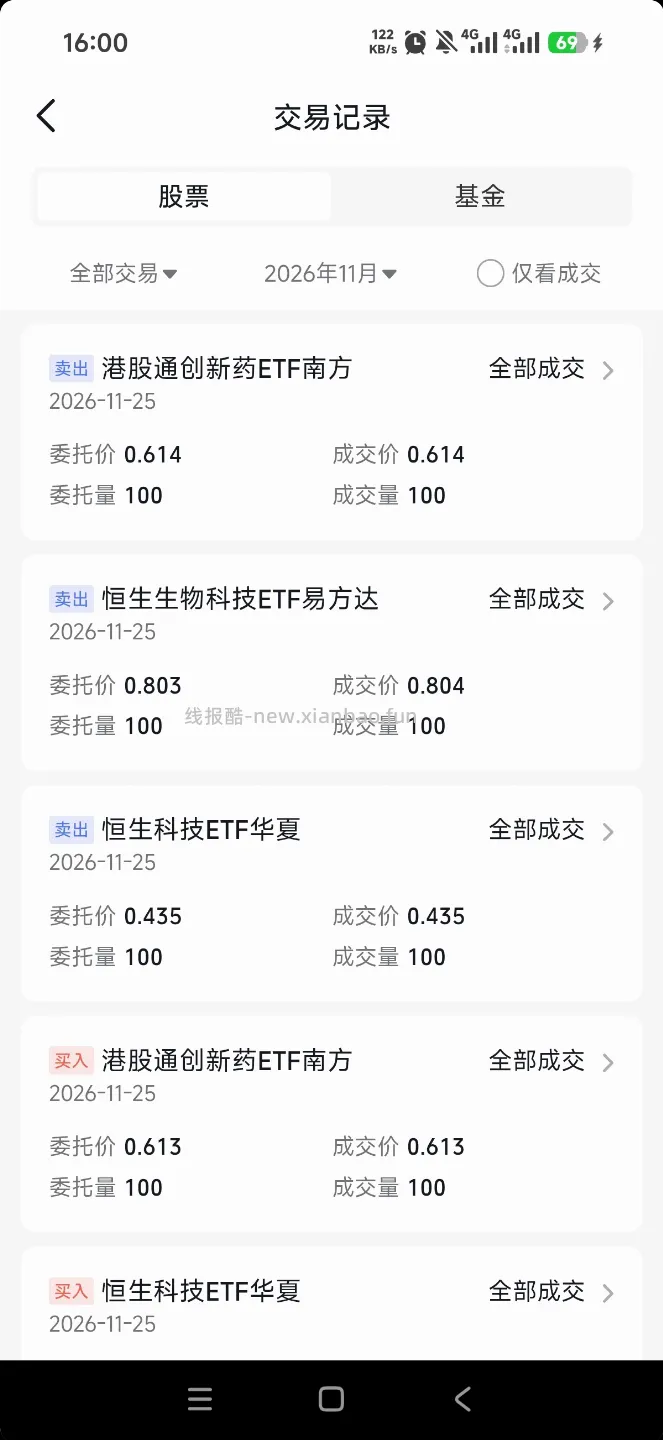 16:00 122 KB/s 4G 4G 69
交易记录
股票 基金
全部交易 2026年11月 仅看成交
卖出 港股通创新药ETF南方 全部成交
2026-11-25
委托价 0.614 成交价 0.614
委托量 100 成交量 100
卖出 恒生生物科技ETF易方达 全部成交
2026-11-25
委托价 0.803 成交价 0.804
线报酷-new.xianbao.fun
委托量 100 成交量 100
卖出 恒生科技ETF华夏 全部成交
2026-11-25
委托价 0.435 成交价 0.435
委托量 100 成交量 100
买入 港股通创新药ETF南方 全部成交
2026-11-25
委托价 0.613 成交价 0.613
委托量 100 成交量 100
买入 恒生科技ETF华夏 全部成交
2026-11-25